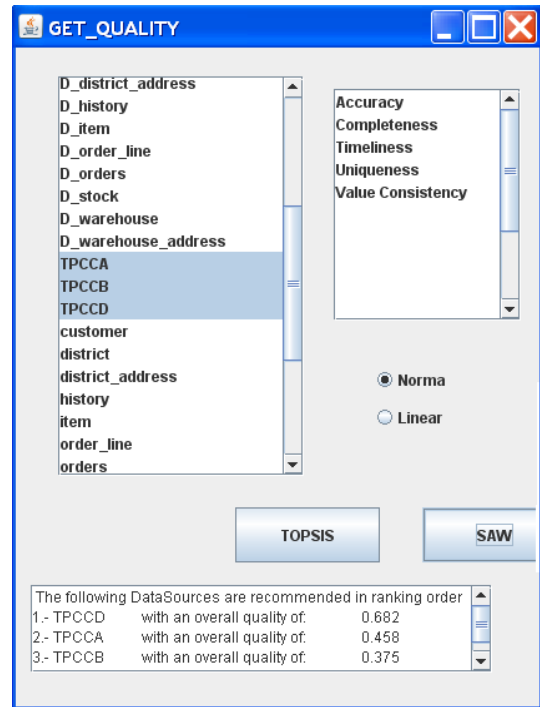 GET_QUALITY
D_district_address
D_history
D_item
D_order_line
D_orders
D_stock
D_warehouse
D_warehouse_address
TPCCA
TPCCB
TPCCD
customer
district
district_address
history
item
order_line
orders
Accuracy
Completeness
Timeliness
Uniqueness
Value Consistency
Norma
Linear
TOPSIS
SAW
The following DataSources are recommended in ranking order
1.- TPCCD with an overall quality of: 0.682
2.- TPCCA with an overall quality of: 0.458
3.- TPCCB with an overall quality of: 0.375